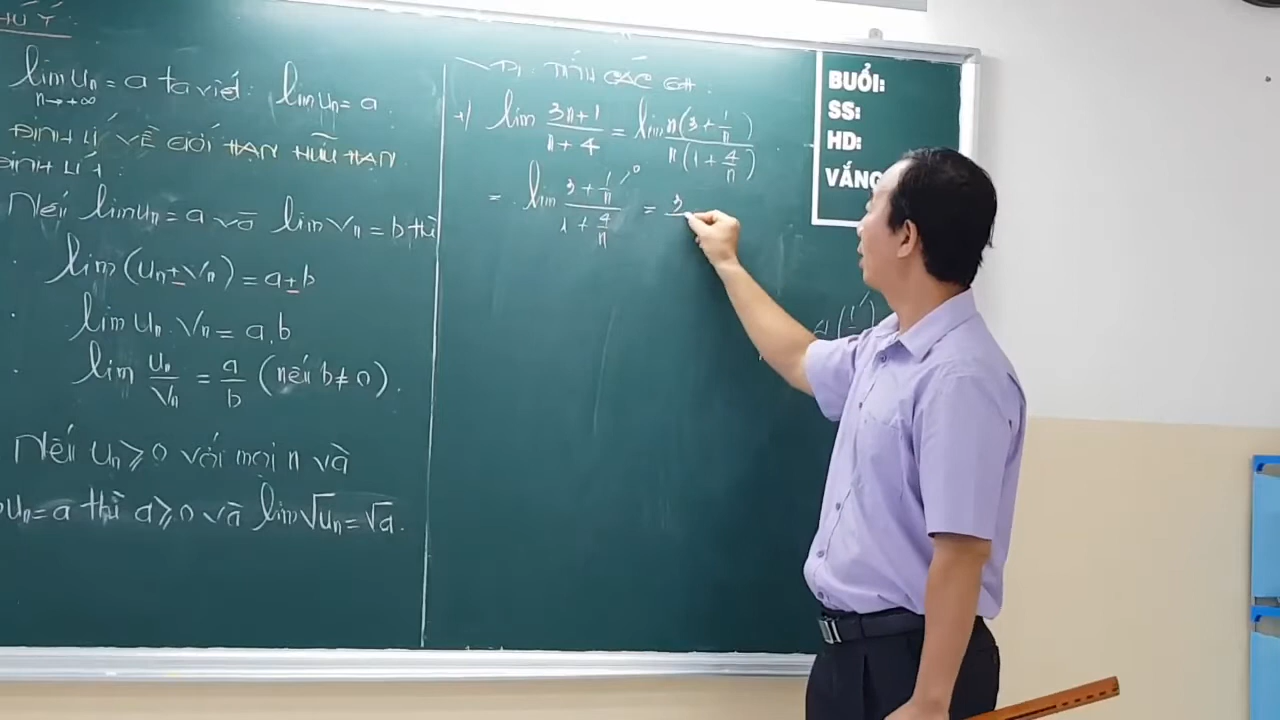 HÚ Ý
lim uₙ = a ta viết: lim uₙ = a.
n→+∞
ĐỊNH LÍ VỀ GIỚI HẠN HỮU HẠN
ĐỊNH LÍ 1:
Nếu lim uₙ = a và lim vₙ = b thì
. lim (uₙ ± vₙ) = a ± b
. lim uₙ.vₙ = a.b
. lim uₙ/vₙ = a/b (nếu b ≠ 0).
Nếu uₙ ≥ 0 với mọi n và
uₙ = a thì a ≥ 0 và lim √uₙ = √a.
TÍNH CÁC GH:
lim (3n+1)/(n+4) = lim n(3 + 1/n)/n(1 + 4/n)
= lim (3 + 1/n)/(1 + 4/n) = 3
BUỔI:
SS:
HD:
VẮNG